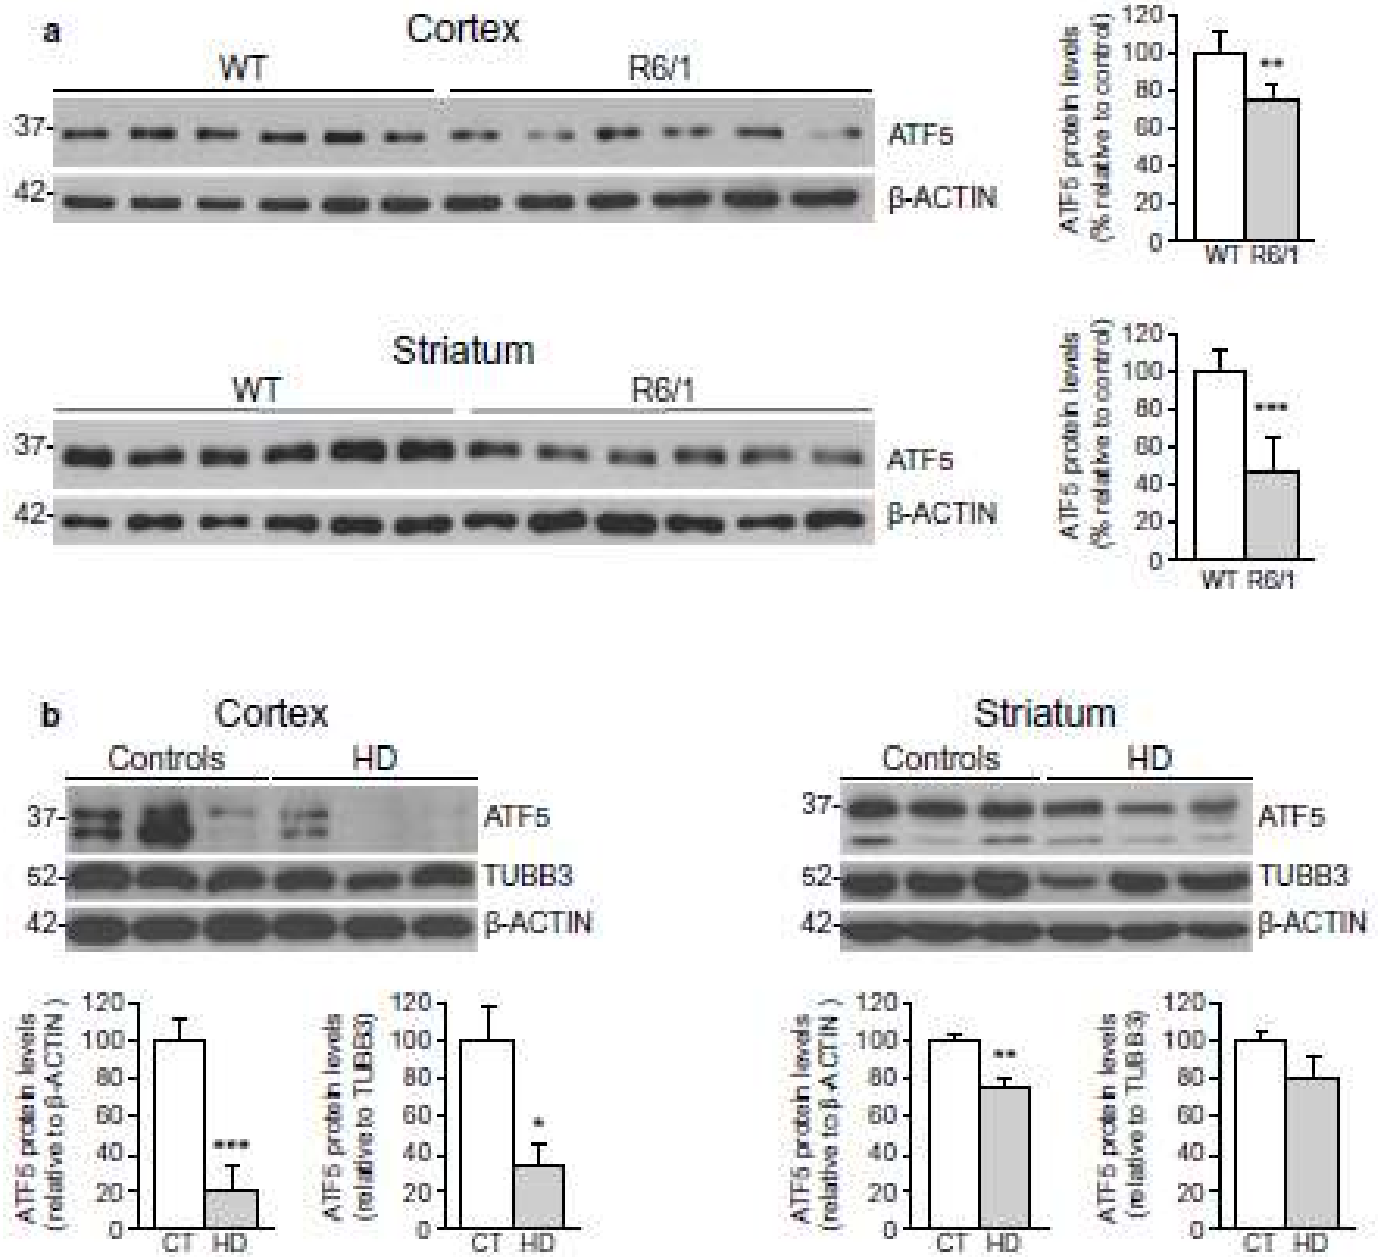 a
Cortex
WT R6/1
37- ATF5
42- β-ACTIN
ATF5 protein levels
(% relative to control)
120
100
80
60
40
20
0
**
WT R6/1
Striatum
WT R6/1
37- ATF5
42- β-ACTIN
ATF5 protein levels
(% relative to control)
120
100
80
60
40
20
0
***
WT R6/1
b
Cortex
Controls HD
37- ATF5
52- TUBB3
42- β-ACTIN
ATF5 protein levels
(relative to β-ACTIN)
120
100
80
60
40
20
0
***
CT HD
ATF5 protein levels
(relative to TUBB3)
120
100
80
60
40
20
0
*
CT HD
Striatum
Controls HD
37- ATF5
52- TUBB3
42- β-ACTIN
ATF5 protein levels
(relative to β-ACTIN)
120
100
80
60
40
20
0
**
CT HD
ATF5 protein levels
(relative to TUBB3)
120
100
80
60
40
20
0
CT HD